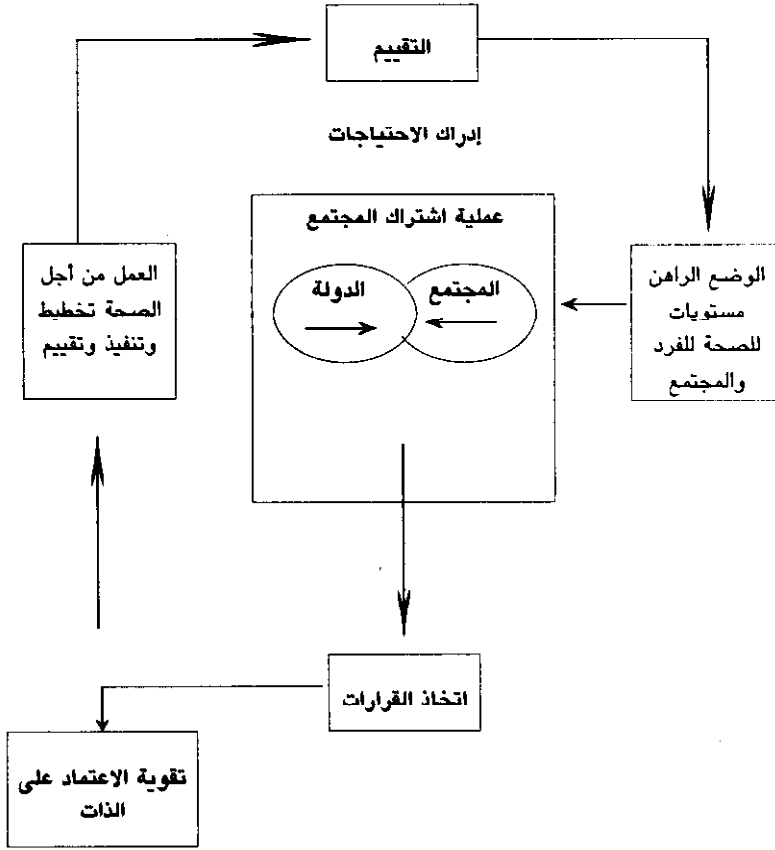 التقييم
إدراك الاحتياجات
عملية اشتراك المجتمع
المجتمع
الدولة
الوضع الراهن
مستويات
للصحة للفرد
والمجتمع
العمل من أجل
الصحة تخطيط
وتنفيذ وتقييم
اتخاذ القرارات
تقوية الاعتماد على
الذات